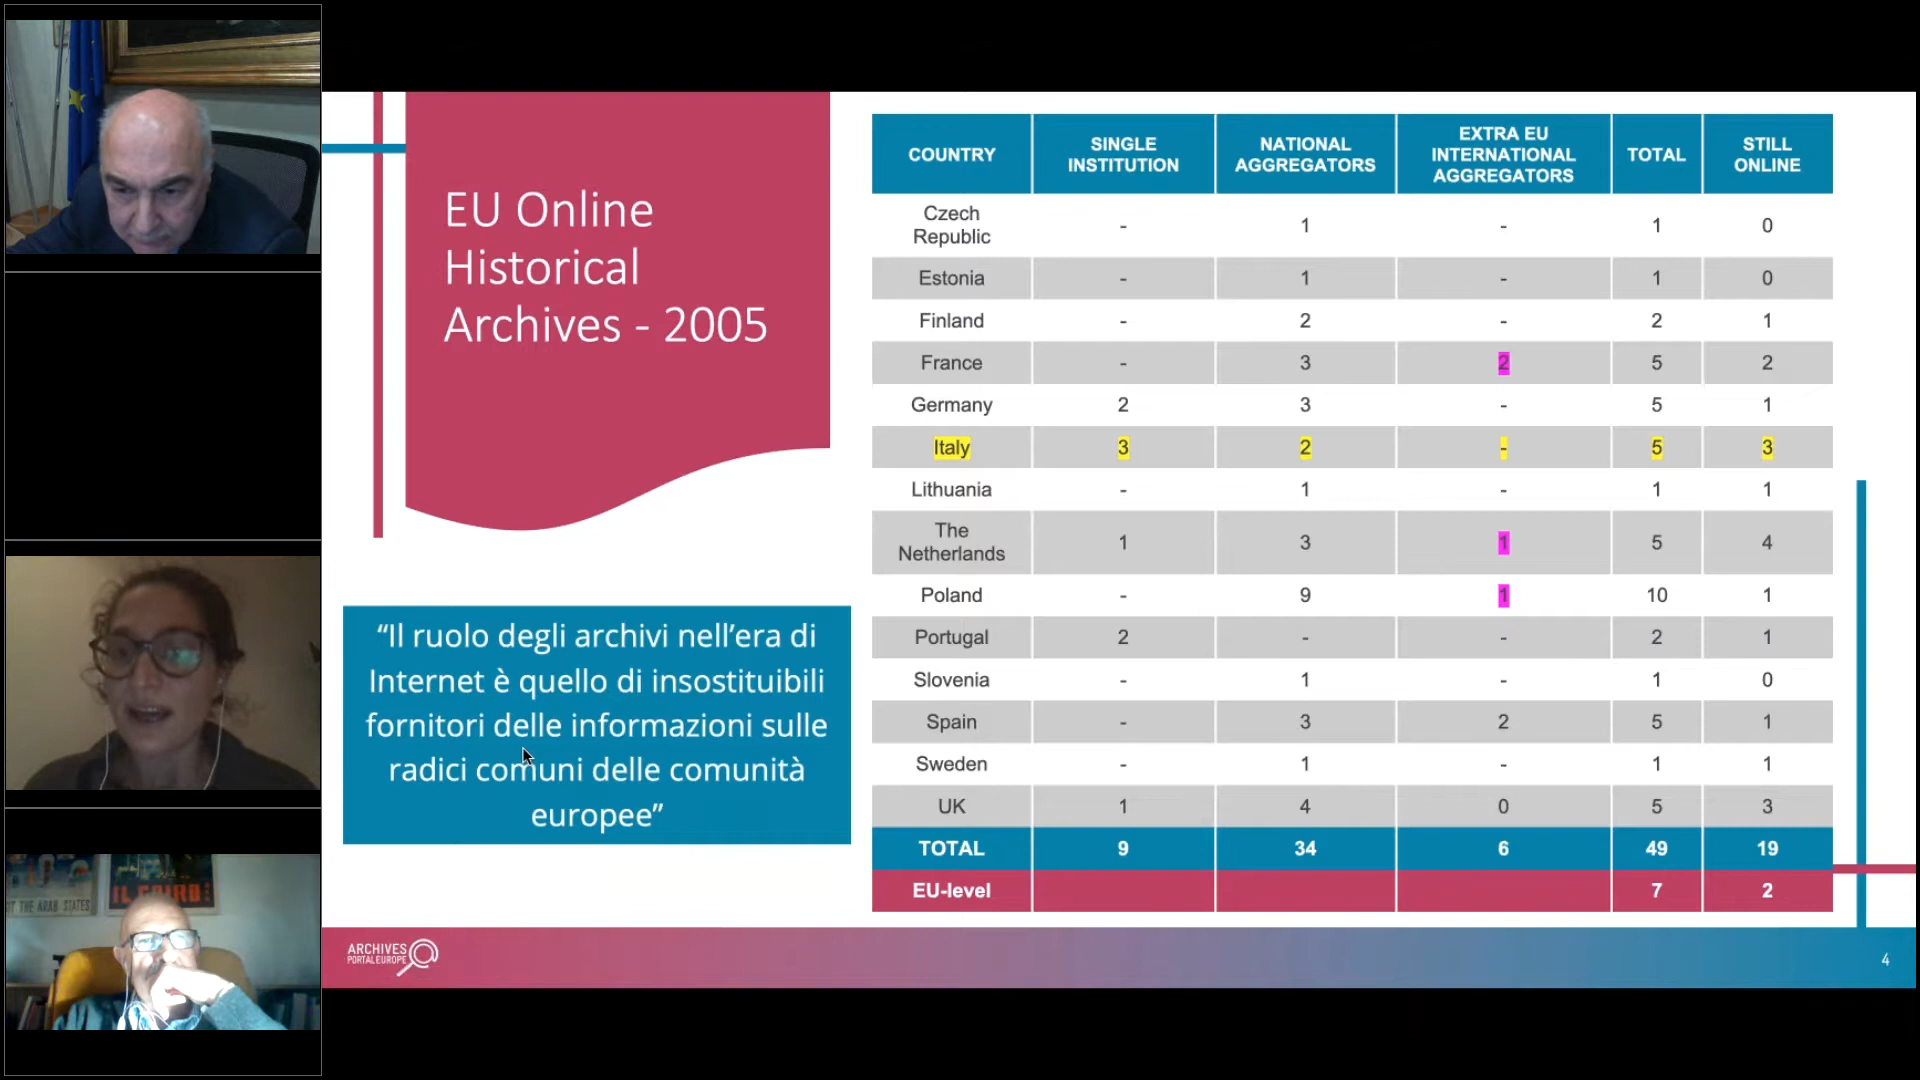 EU Online
Historical
Archives - 2005
“Il ruolo degli archivi nell’era di
Internet è quello di insostituibili
fornitori delle informazioni sulle
radici comuni delle comunità
europee”
COUNTRY SINGLE INSTITUTION NATIONAL AGGREGATORS EXTRA EU INTERNATIONAL AGGREGATORS TOTAL STILL ONLINE
Czech Republic - 1 - 1 0
Estonia - 1 - 1 0
Finland - 2 - 2 1
France - 3 2 5 2
Germany 2 3 - 5 1
Italy 3 2 - 5 3
Lithuania - 1 - 1 1
The Netherlands 1 3 1 5 4
Poland - 9 1 10 1
Portugal 2 - - 2 1
Slovenia - 1 - 1 0
Spain - 3 2 5 1
Sweden - 1 - 1 1
UK 1 4 0 5 3
TOTAL 9 34 6 49 19
EU-level 7 2
ARCHIVES
PORTAL EUROPE
4
THE ARAB STATES